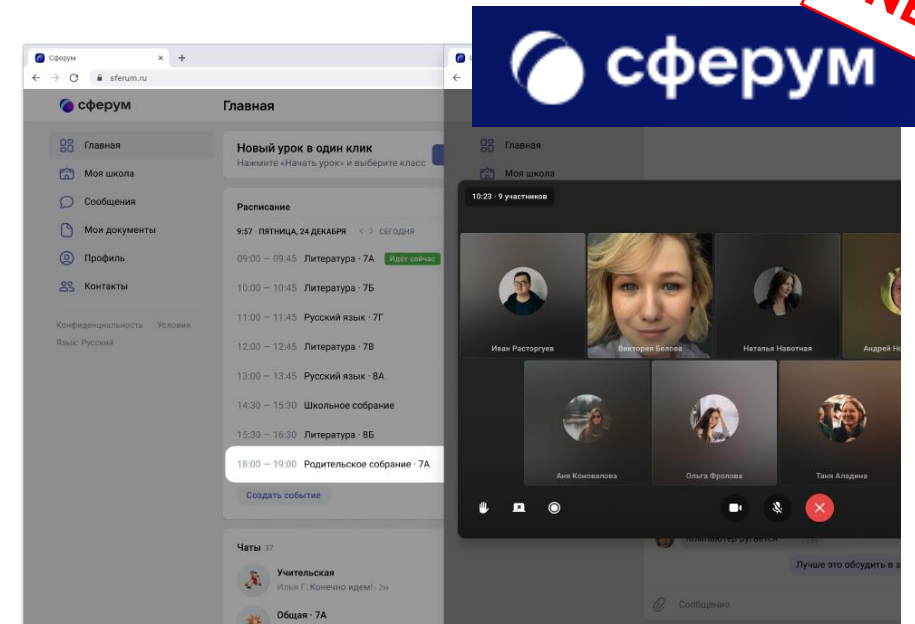 Сферум
sferum.ru
сферум
Главная
Главная
Моя школа
Сообщения
Мои документы
Профиль
Контакты
Конфиденциальность Условия
Язык: Русский
Новый урок в один клик
Нажмите «Начать урок» и выберите класс
Расписание
9:57 · ПЯТНИЦА, 24 ДЕКАБРЯ < > СЕГОДНЯ
09:00 — 09:45 Литература · 7А Идёт сейчас
10:00 — 10:45 Литература · 7Б
11:00 — 11:45 Русский язык · 7Г
12:00 — 12:45 Литература · 7В
13:00 — 13:45 Русский язык · 8А
14:30 — 15:30 Школьное собрание
15:30 — 16:30 Литература · 8Б
18:00 — 19:00 Родительское собрание · 7А
Создать событие
Чаты 37
Учительская
Илья Г: Конечно идем! · 2м
Общая · 7А
сферум
Главная
Моя школа
10:23 · 9 участников
Иван Расторгуев
Виктория Белова
Наталья Навотная
Андрей
Аня Коновалова
Ольга Фролова
Таня Аладина
Компьютер ругается
Лучше это обсудить в
Сообщение